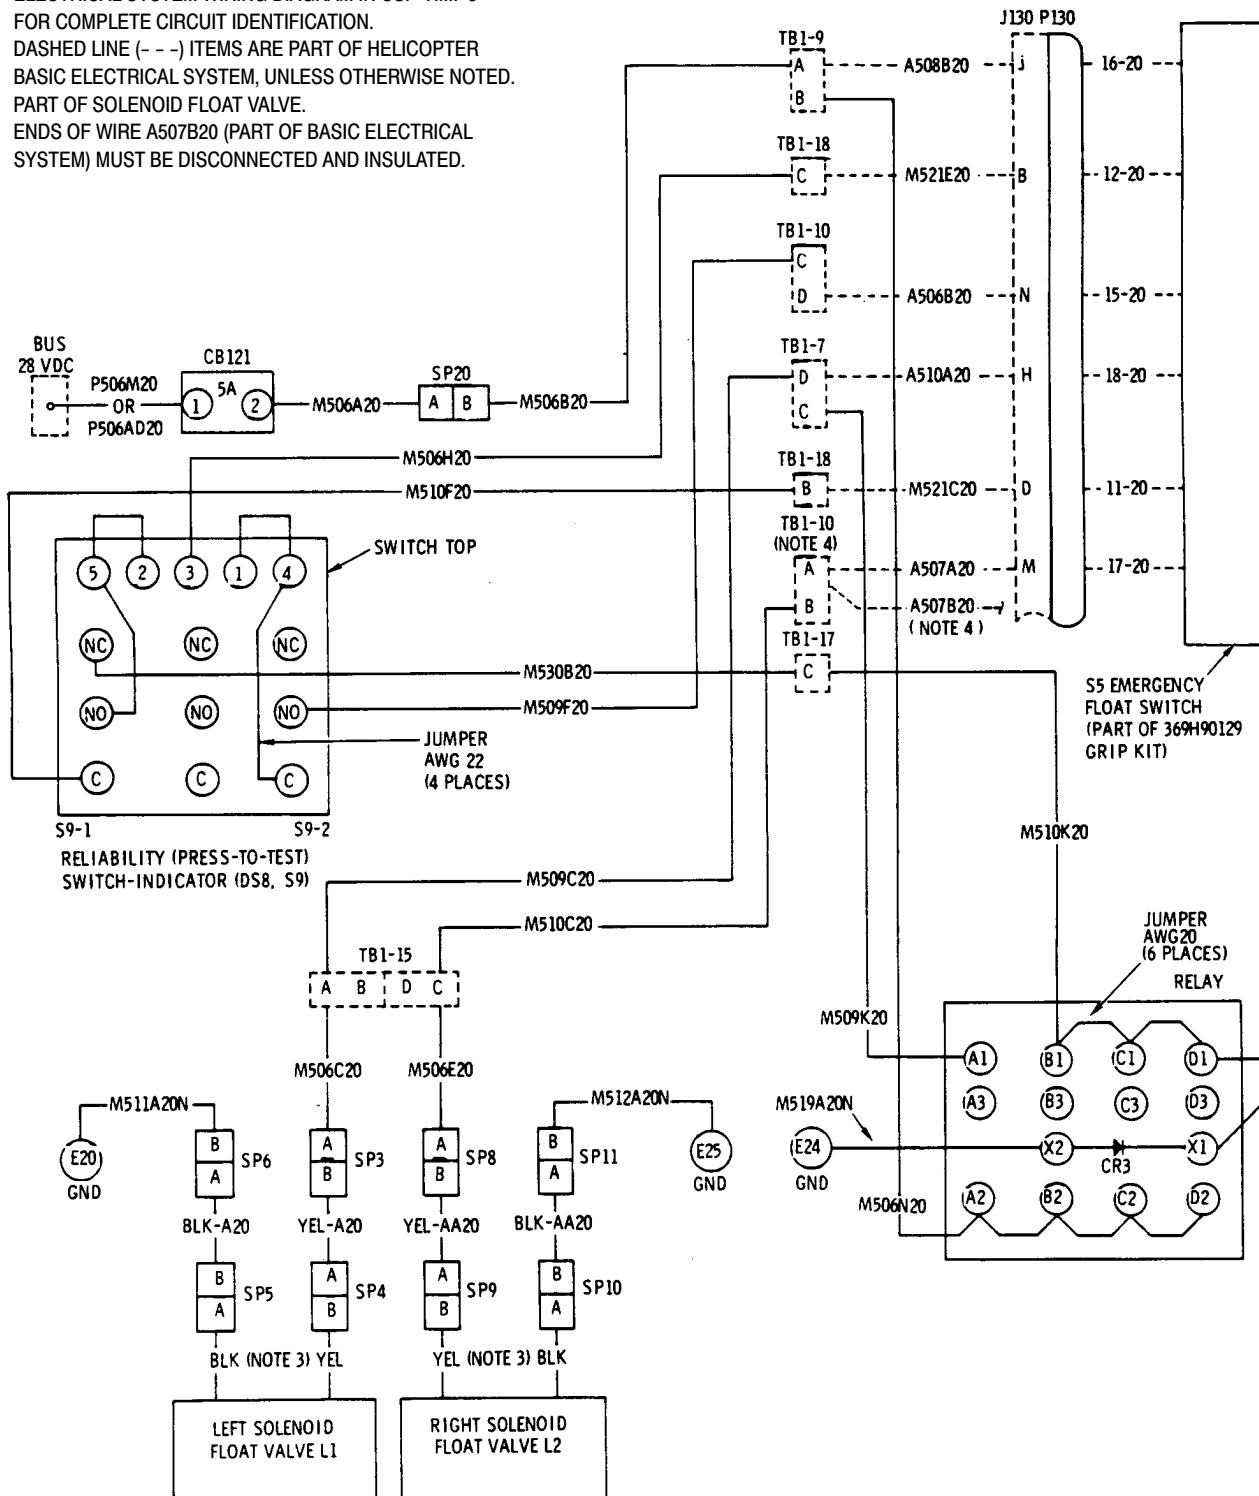 FOR COMPLETE CIRCUIT IDENTIFICATION.
DASHED LINE (- - -) ITEMS ARE PART OF HELICOPTER
BASIC ELECTRICAL SYSTEM, UNLESS OTHERWISE NOTED.
PART OF SOLENOID FLOAT VALVE.
ENDS OF WIRE A507B20 (PART OF BASIC ELECTRICAL
SYSTEM) MUST BE DISCONNECTED AND INSULATED.
J130 P130
TB1-9
A
A508B20
J
16-20
B
TB1-18
C
M521E20
B
12-20
TB1-10
C
D
A506B20
N
15-20
BUS
28 VDC
P506M20
OR
P506AD20
CB121
5A
1
2
M506A20
SP20
A B
M506B20
TB1-7
D
A510A20
H
18-20
C
M506H20
M510F20
TB1-18
B
M521C20
D
11-20
TB1-10
(NOTE 4)
A
A507A20
M
17-20
B
A507B20
(NOTE 4)
TB1-17
C
SWITCH TOP
5 2 3 1 4
NC NC NC
M530B20
NO NO NO
M509F20
JUMPER
AWG 22
(4 PLACES)
C C C
S9-1
S9-2
RELIABILITY (PRESS-TO-TEST)
SWITCH-INDICATOR (DS8, S9)
S5 EMERGENCY
FLOAT SWITCH
(PART OF 369H90129
GRIP KIT)
M510K20
M509C20
M510C20
TB1-15
A B D C
JUMPER
AWG20
(6 PLACES)
RELAY
M509K20
A1 B1 C1 D1
A3 B3 C3 D3
M519A20N
E24
GND
X2
CR3
X1
M506N20
A2 B2 C2 D2
M506C20
M506E20
M511A20N
E20
GND
M512A20N
E25
GND
B
A
SP6
A
B
SP3
A
B
SP8
B
A
SP11
BLK-A20
YEL-A20
YEL-AA20
BLK-AA20
B
A
SP5
A
B
SP4
A
B
SP9
B
A
SP10
BLK (NOTE 3) YEL
YEL (NOTE 3) BLK
LEFT SOLENOID
FLOAT VALVE L1
RIGHT SOLENOID
FLOAT VALVE L2